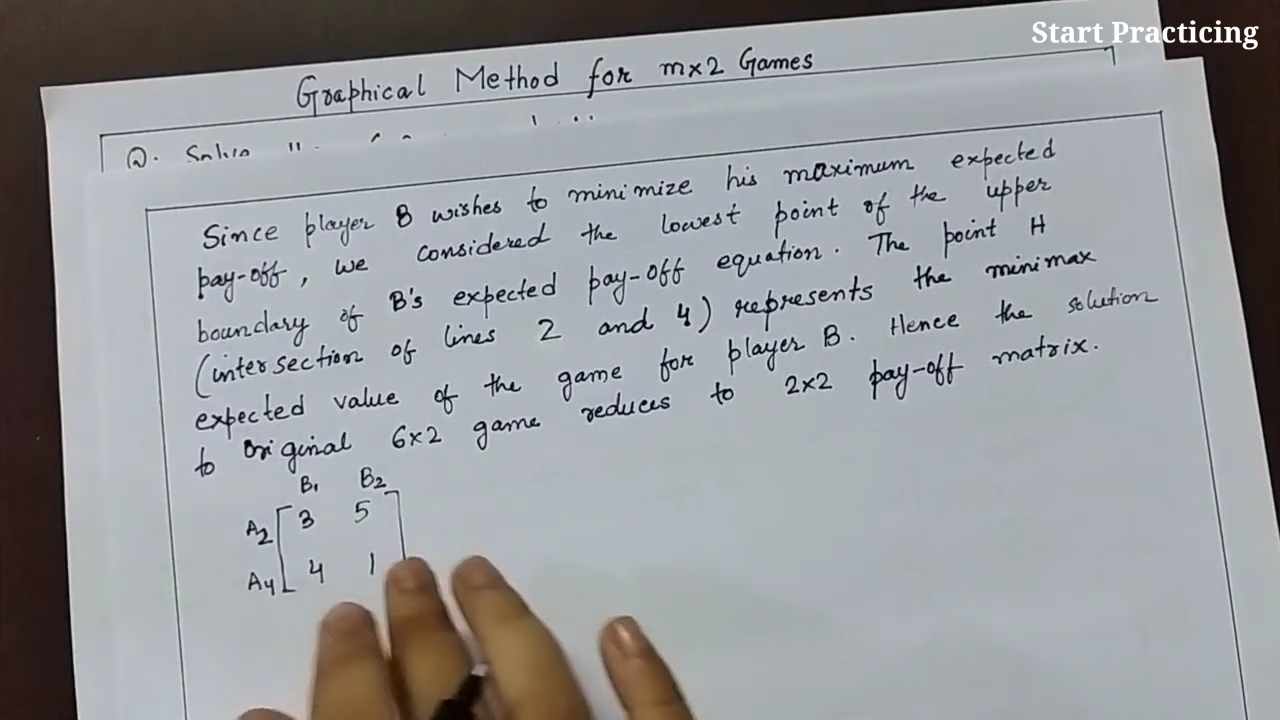 Start Practicing
Graphical Method for m×2 Games
Q. Solve
Since player B wishes to minimize his maximum expected
pay-off, we considered the lowest point of the upper
boundary of B's expected pay-off equation. The point H
(intersection of lines 2 and 4) represents the minimax
expected value of the game for player B. Hence the solution
to original 6×2 game reduces to 2×2 pay-off matrix.
B1 B2
A2 3 5
A4 4 1